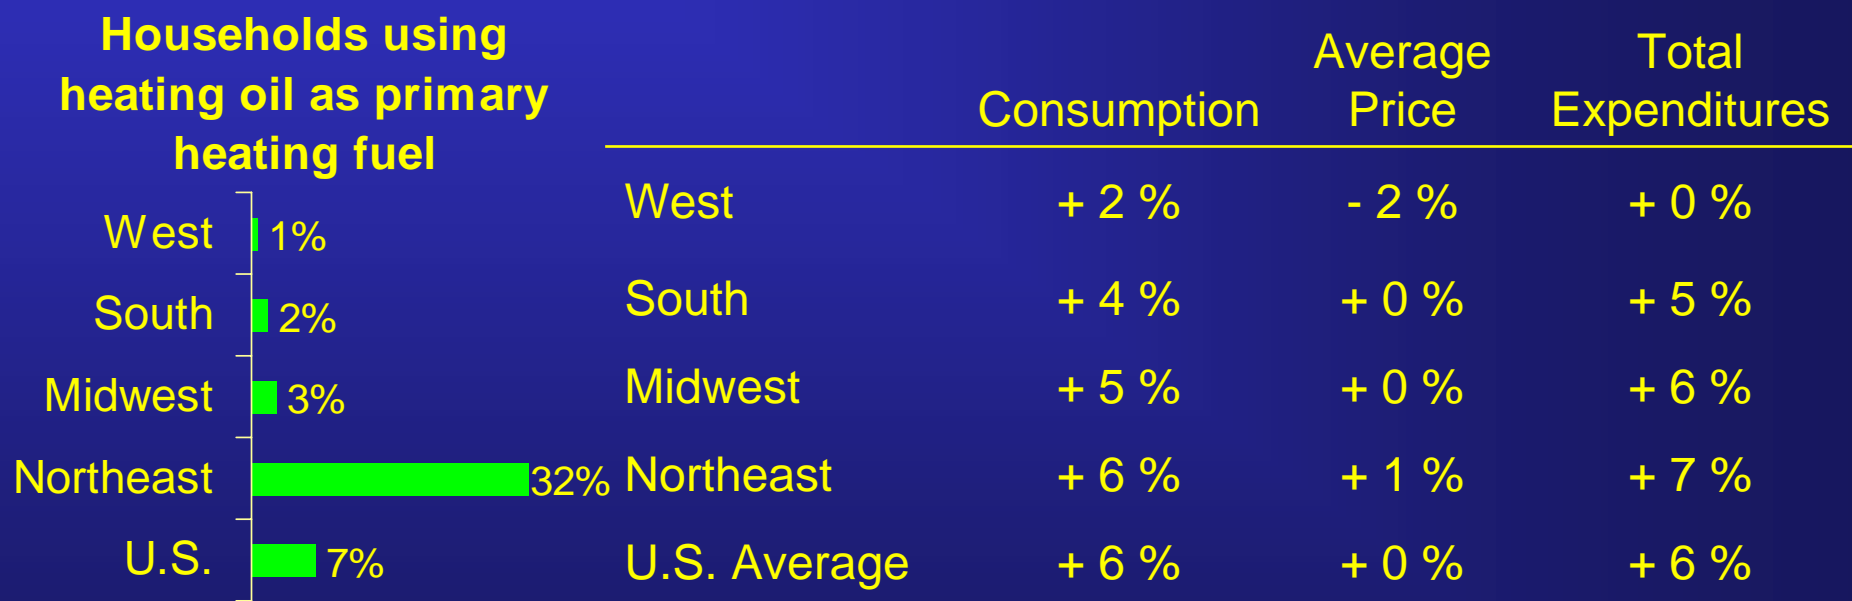 Households using
heating oil as primary
heating fuel
West 1%
South 2%
Midwest 3%
Northeast 32%
U.S. 7%
Average Total
Consumption Price Expenditures
West + 2 % - 2 % + 0 %
South + 4 % + 0 % + 5 %
Midwest + 5 % + 0 % + 6 %
Northeast + 6 % + 1 % + 7 %
U.S. Average + 6 % + 0 % + 6 %